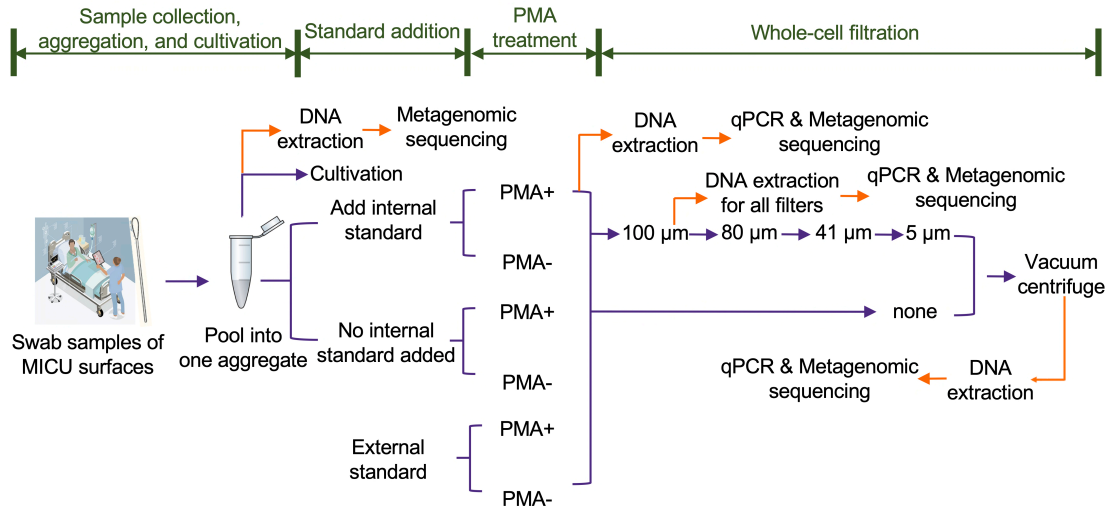 Sample collection,
aggregation, and cultivation
Standard addition
PMA
treatment
Whole-cell filtration
DNA
extraction
Metagenomic
sequencing
Cultivation
DNA
extraction
qPCR & Metagenomic
sequencing
Add internal
standard
PMA+
PMA-
DNA extraction
for all filters
qPCR & Metagenomic
sequencing
100 µm
80 µm
41 µm
5 µm
Vacuum
centrifuge
Swab samples of
MICU surfaces
Pool into
one aggregate
No internal
standard added
PMA+
PMA-
none
qPCR & Metagenomic
sequencing
DNA
extraction
External
standard
PMA+
PMA-